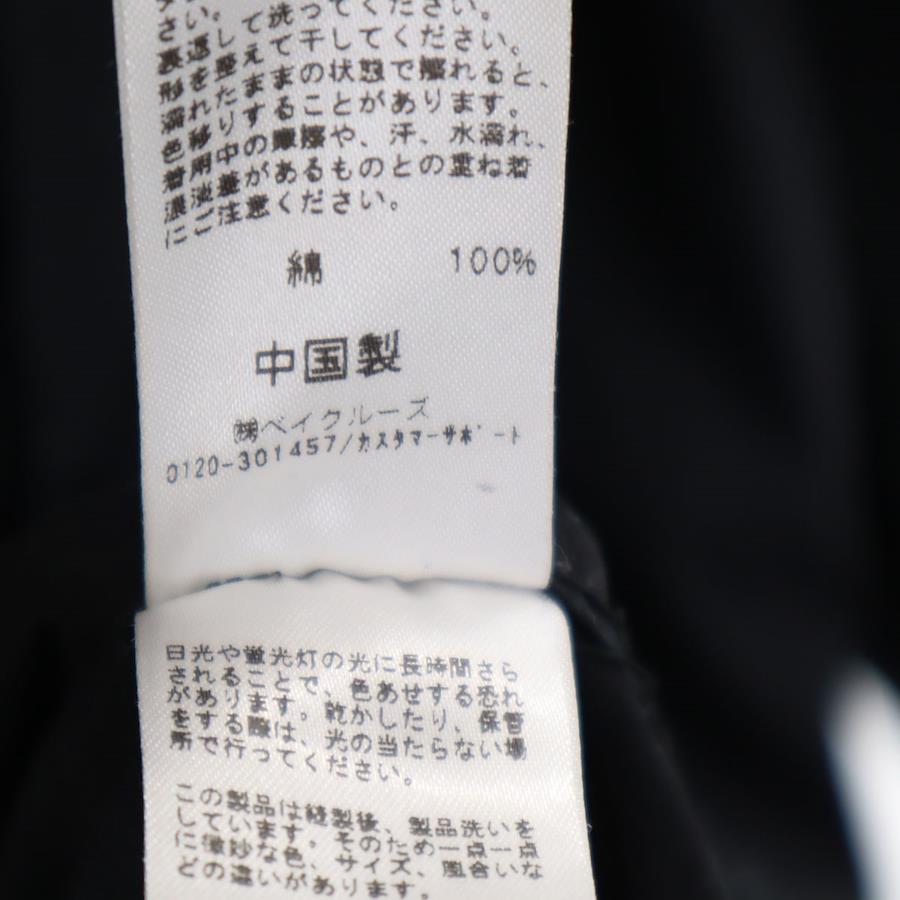 さい。
裏返して洗ってください。
形を整えて干してください。
濡れたままの状態で擦れると、
色移りすることがあります。
着用中の摩擦や、汗、水濡れ、
濃淡差があるものとの重ね着
にご注意ください。
綿 100%
中国製
㈱ベイクルーズ
0120-301457/カスタマーサポート
日光や蛍光灯の光に長時間さら
されることで、色あせする恐れ
があります。乾かしたり、保管
をする際は、光の当たらない場
所で行ってください。
この製品は縫製後、製品洗いを
しています。そのため一点一点
に微妙な色、サイズ、風合いな
どの違いがあります。